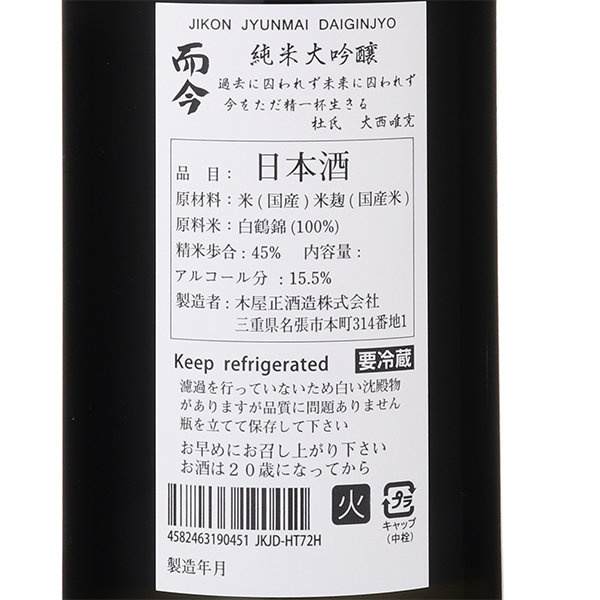 JIKON JYUNMAI DAIGINJYO
而今 純米大吟醸
過去に囚われず未来に囚われず
今をただ精一杯生きる
杜氏 大西唯克
品目：日本酒
原材料：米(国産)米麹(国産米)
原料米：白鶴錦(100%)
精米歩合：45% 内容量：
アルコール分：15.5%
製造者：木屋正酒造株式会社
三重県名張市本町314番地1
Keep refrigerated 要冷蔵
濾過を行っていないため白い沈殿物
がありますが品質に問題ありません
瓶を立てて保存して下さい
お早めにお召し上がり下さい
お酒は20歳になってから
火
プラ
キャップ
(中栓)
4582463190451 JKJD-HT72H
製造年月